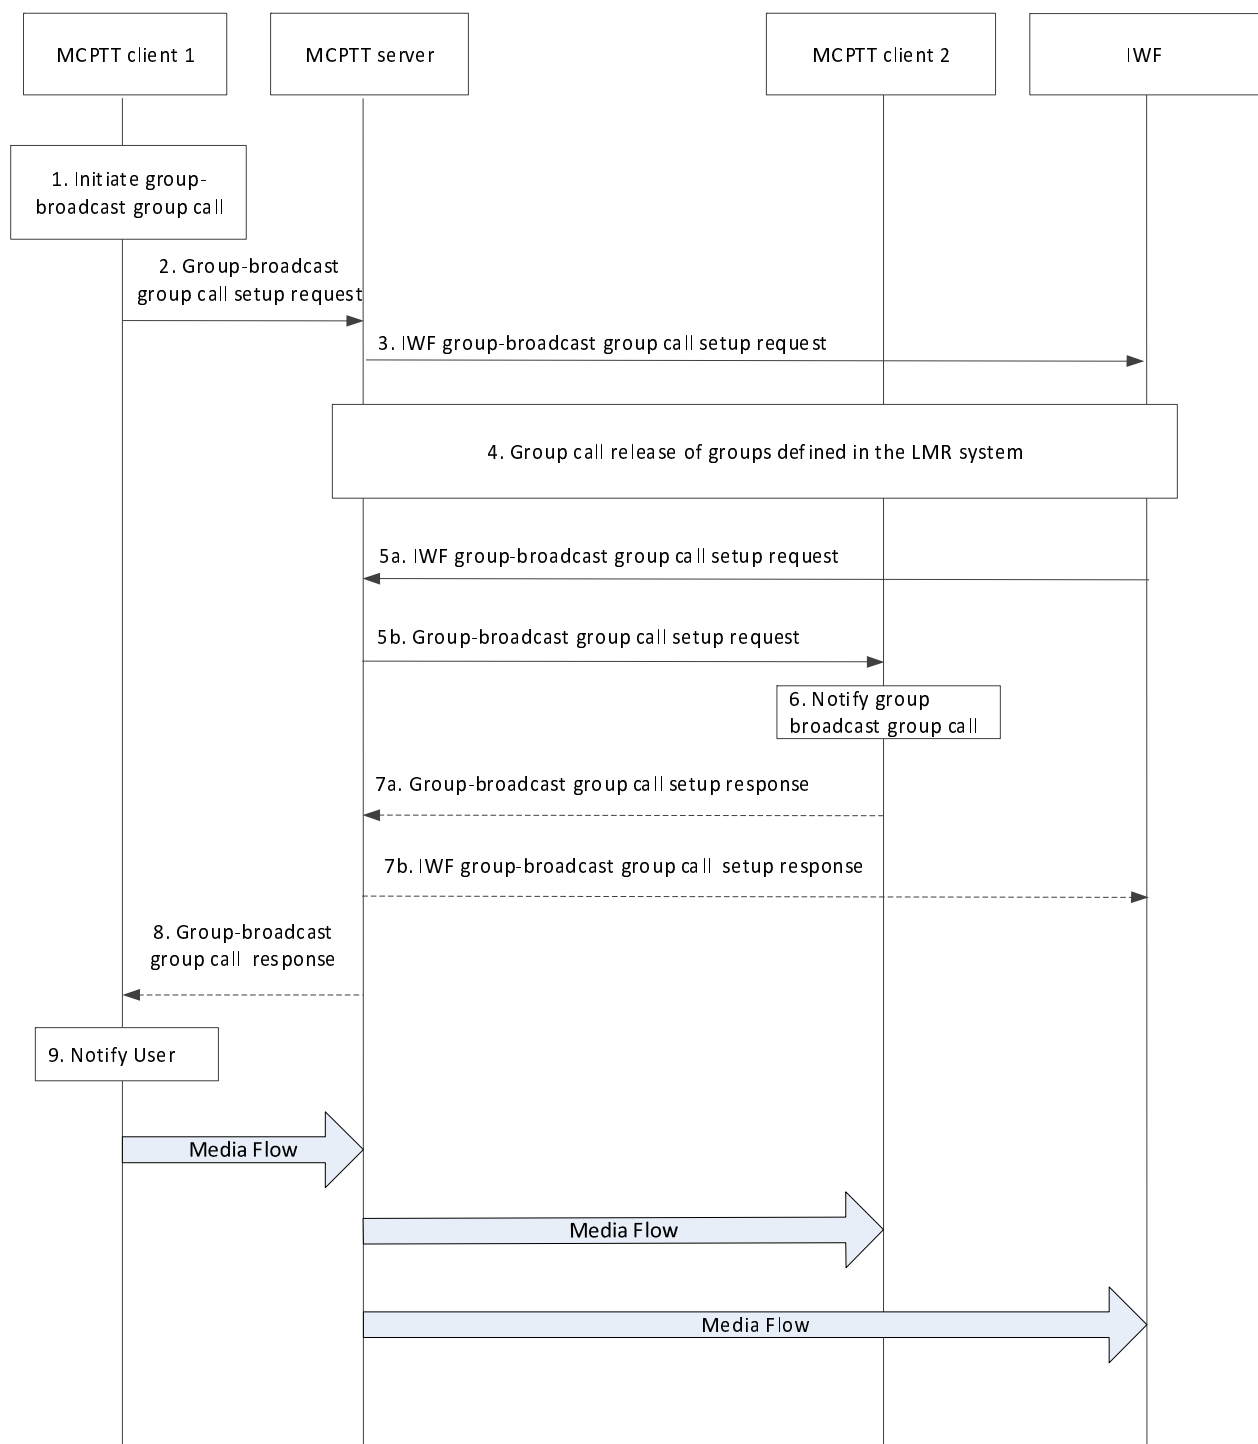 MCPTT client 1
MCPTT server
MCPTT client 2
IWF
1. Initiate group-
broadcast group call
2. Group-broadcast
group call setup request
3. IWF group-broadcast group call setup request
4. Group call release of groups defined in the LMR system
5a. IWF group-broadcast group call setup request
5b. Group-broadcast group call setup request
6. Notify group
broadcast group call
7a. Group-broadcast group call setup response
7b. IWF group-broadcast group call setup response
8. Group-broadcast
group call response
9. Notify User
Media Flow
Media Flow
Media Flow